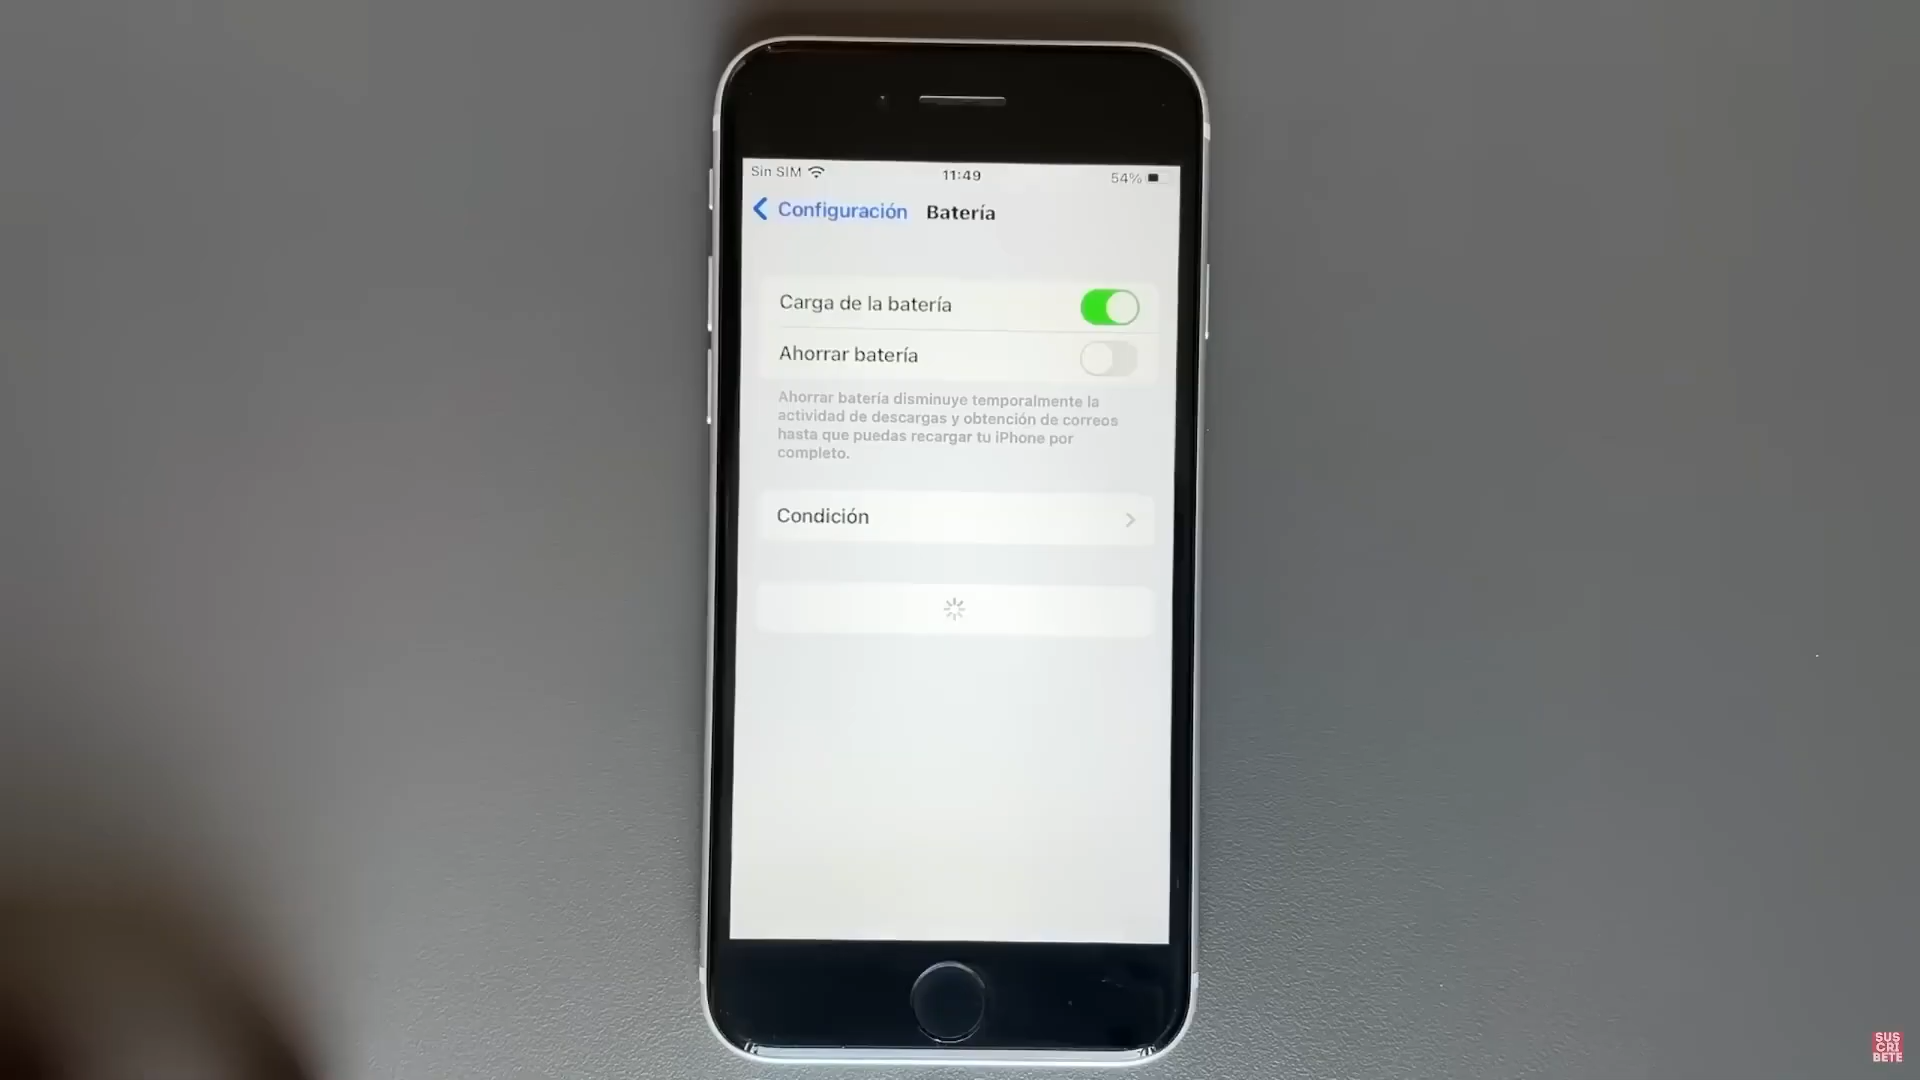 Sin SIM
11:49
54%
Configuración
Batería
Carga de la batería
Ahorrar batería
Ahorrar batería disminuye temporalmente la
actividad de descargas y obtención de correos
hasta que puedas recargar tu iPhone por
completo.
Condición
SUS
CRI
BETE